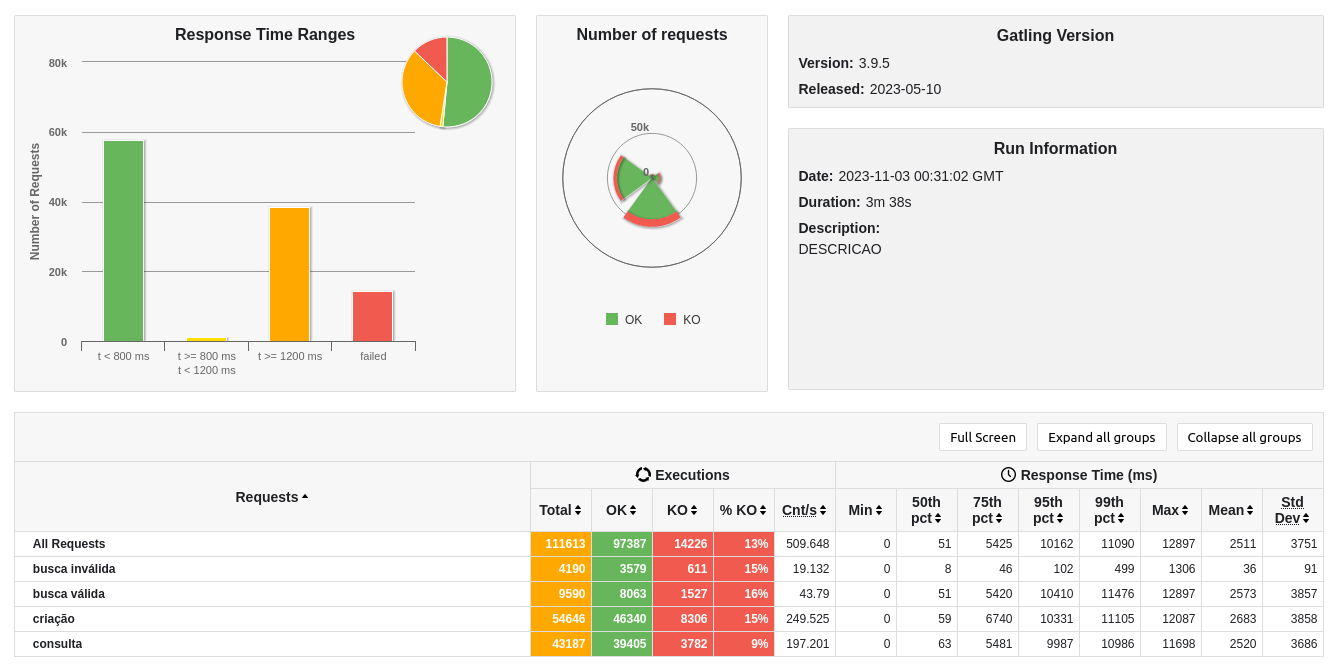 Response Time Ranges
80k
60k
40k
20k
0
Number of Requests
t < 800 ms
t >= 800 ms
t < 1200 ms
t >= 1200 ms
failed
Number of requests
50k
0
OK
KO
Gatling Version
Version: 3.9.5
Released: 2023-05-10
Run Information
Date: 2023-11-03 00:31:02 GMT
Duration: 3m 38s
Description:
DESCRICAO
Full Screen Expand all groups Collapse all groups
Executions Response Time (ms)
Requests Total OK KO % KO Cnt/s Min 50th pct 75th pct 95th pct 99th pct Max Mean Std Dev
All Requests 111613 97387 14226 13% 509.648 0 51 5425 10162 11090 12897 2511 3751
busca inválida 4190 3579 611 15% 19.132 0 8 46 102 499 1306 36 91
busca válida 9590 8063 1527 16% 43.79 0 51 5420 10410 11476 12897 2573 3857
criação 54646 46340 8306 15% 249.525 0 59 6740 10331 11105 12087 2683 3858
consulta 43187 39405 3782 9% 197.201 0 63 5481 9987 10986 11698 2520 3686